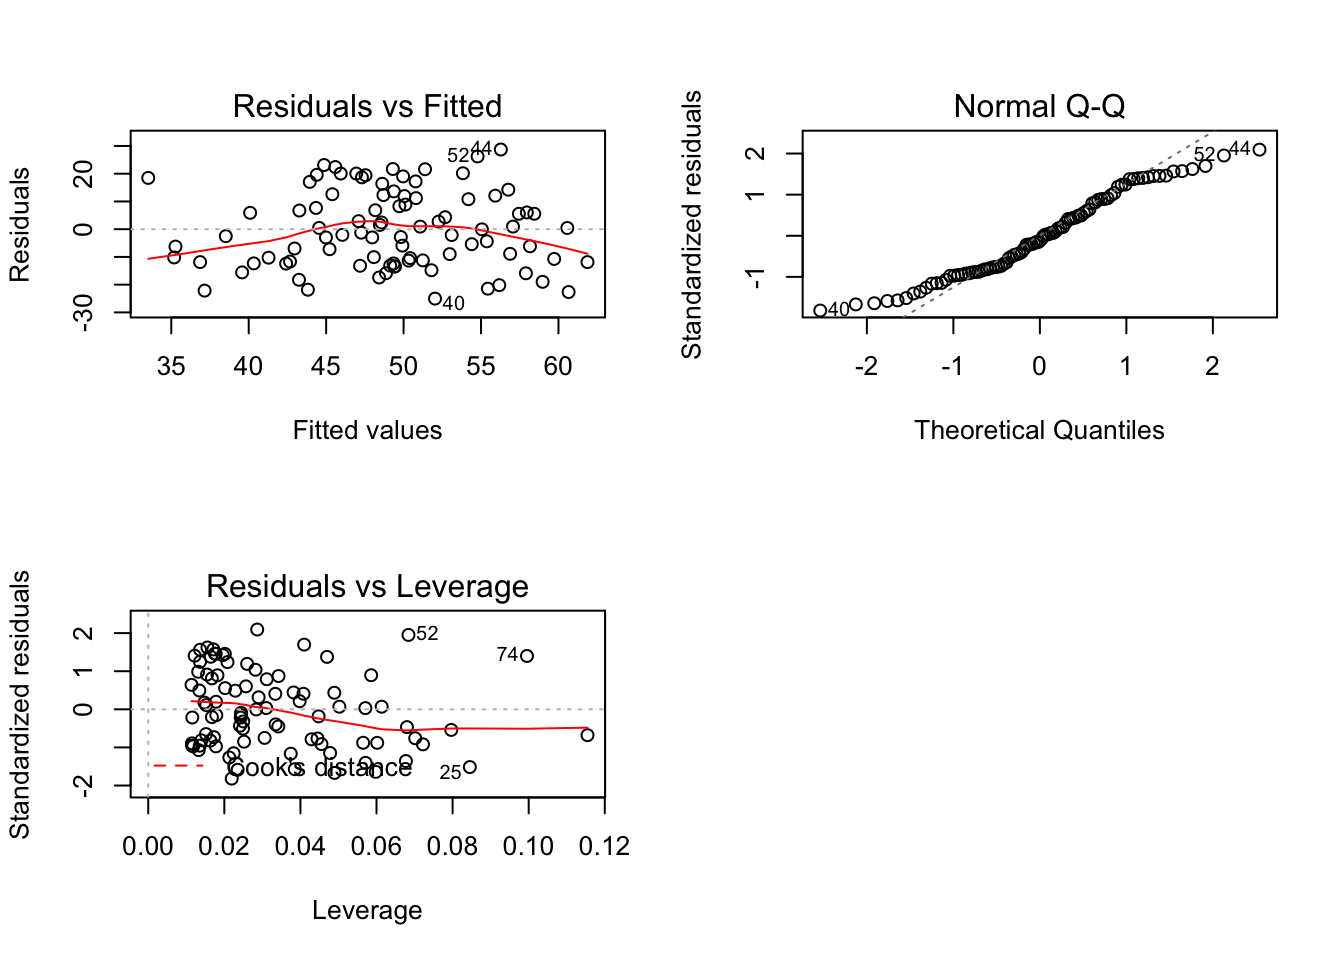 Residuals vs Fitted
Residuals
20
0
-30
52
44
40
35 40 45 50 55 60
Fitted values
Normal Q-Q
Standardized residuals
2
1
-1
52
44
40
-2 -1 0 1 2
Theoretical Quantiles
Residuals vs Leverage
Standardized residuals
2
1
0
-2
52
74
25
Cook's distance
0.00 0.02 0.04 0.06 0.08 0.10 0.12
Leverage